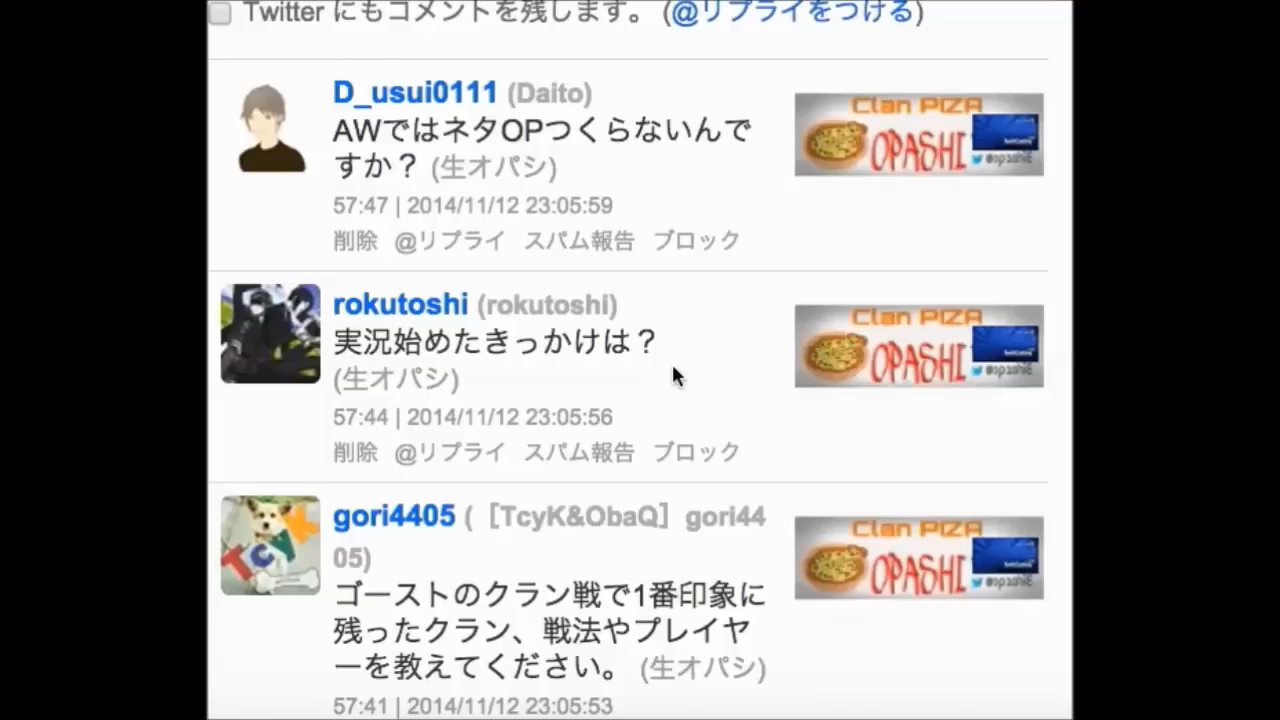 Twitter にもコメントを残します。 (@リプライをつける)
D_usui0111 (Daito)
AWではネタOPつくらないんで
すか？ (生オパシ)
57:47 | 2014/11/12 23:05:59
削除 @リプライ スパム報告 ブロック
Clan PIZA
OPASHI
@opashi6
rokutoshi (rokutoshi)
実況始めたきっかけは？
(生オパシ)
57:44 | 2014/11/12 23:05:56
削除 @リプライ スパム報告 ブロック
Clan PIZA
OPASHI
@opashi6
gori4405 (［TcyK&ObaQ］gori44
05)
ゴーストのクラン戦で1番印象に
残ったクラン、戦法やプレイヤ
ーを教えてください。 (生オパシ)
57:41 | 2014/11/12 23:05:53
Clan PIZA
OPASHI
@opashi6